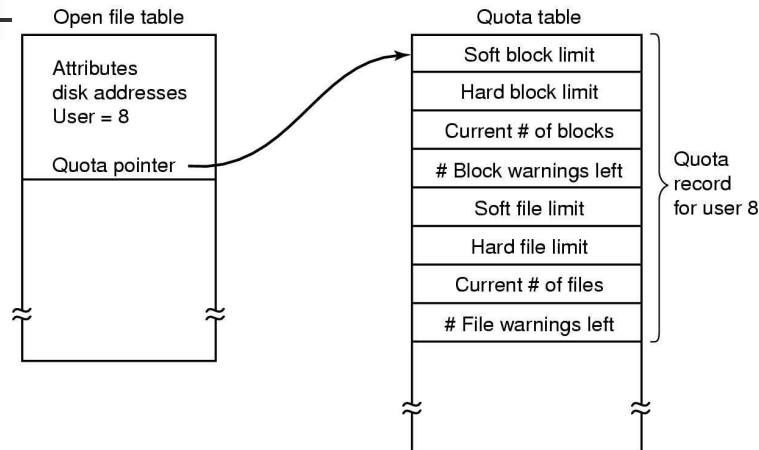 Open file table
Attributes
disk addresses
User = 8
Quota pointer
Quota table
Soft block limit
Hard block limit
Current # of blocks
# Block warnings left
Soft file limit
Hard file limit
Current # of files
# File warnings left
Quota
record
for user 8